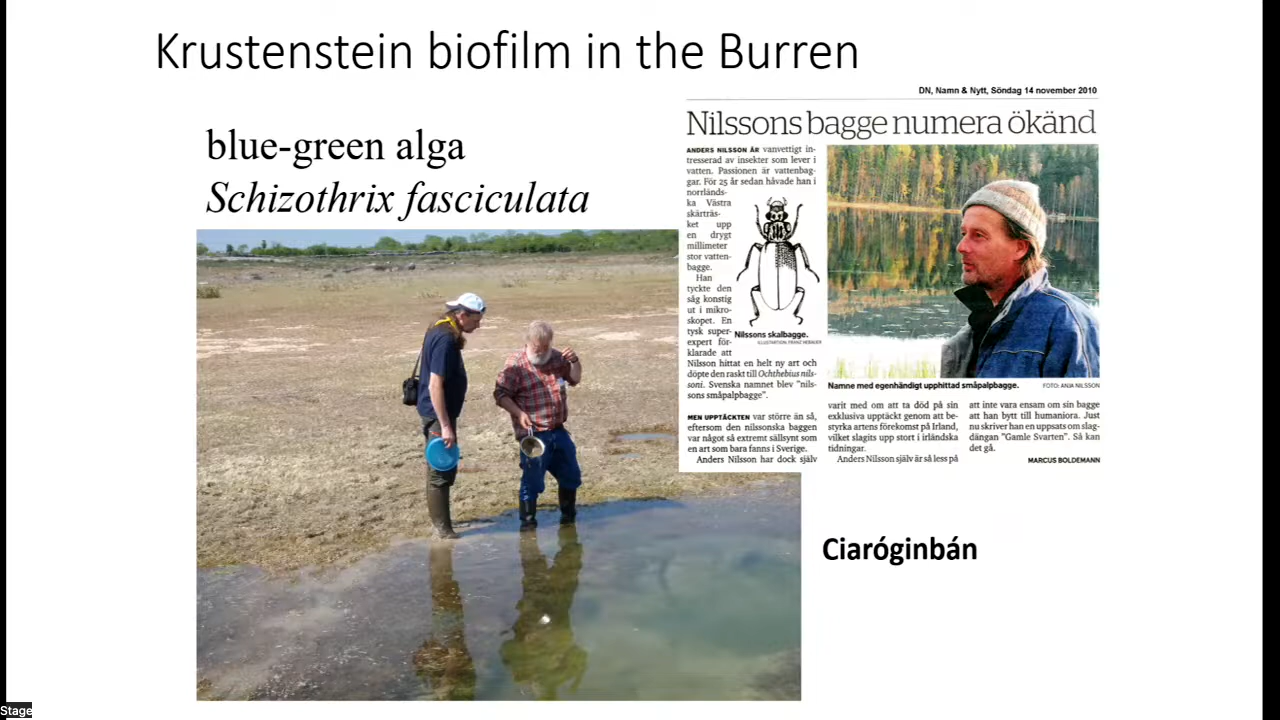 Krustenstein biofilm in the Burren
DN, Namn & Nytt, Söndag 14 november 2010
blue-green alga
Schizothrix fasciculata
Nilssons bagge numera ökänd
ANDERS NILSSON ÄR vanvettigt in-
tresserad av insekter som lever i
vatten. Passionen är vattenbag-
gar. För 25 år sedan håvade han i
norrländs-
ka Västra
skärträs-
ket upp
en drygt
millimeter
stor vatten-
bagge.
Han
tyckte den
såg konstig
ut i mikro-
skopet. En
tysk super-
expert för-
klarade att
Nilsson hittat en helt ny art och
döpte den raskt till Ochthebius nils-
soni. Svenska namnet blev "nils-
sons småpalpbagge".
MEN UPPTÄCKTEN var större än så,
eftersom den nilssonska baggen
var något så extremt sällsynt som
en art som bara fanns i Sverige.
Anders Nilsson har dock själv
Nilssons skalbagge.
ILLUSTRATION: FRANZ HEBAUER
Namne med egenhändigt upphittad småpalpbagge.
FOTO: ANJA NILSSON
varit med om att ta död på sin
exklusiva upptäckt genom att be-
styrka artens förekomst på Irland,
vilket slagits upp stort i irländska
tidningar.
Anders Nilsson själv är så less på
att inte vara ensam om sin bagge
att han bytt till humaniora. Just
nu skriver han en uppsats om slag-
dängan "Gamle Svarten". Så kan
det gå.
MARCUS BOLDEMANN
Ciaróginbán
Stage